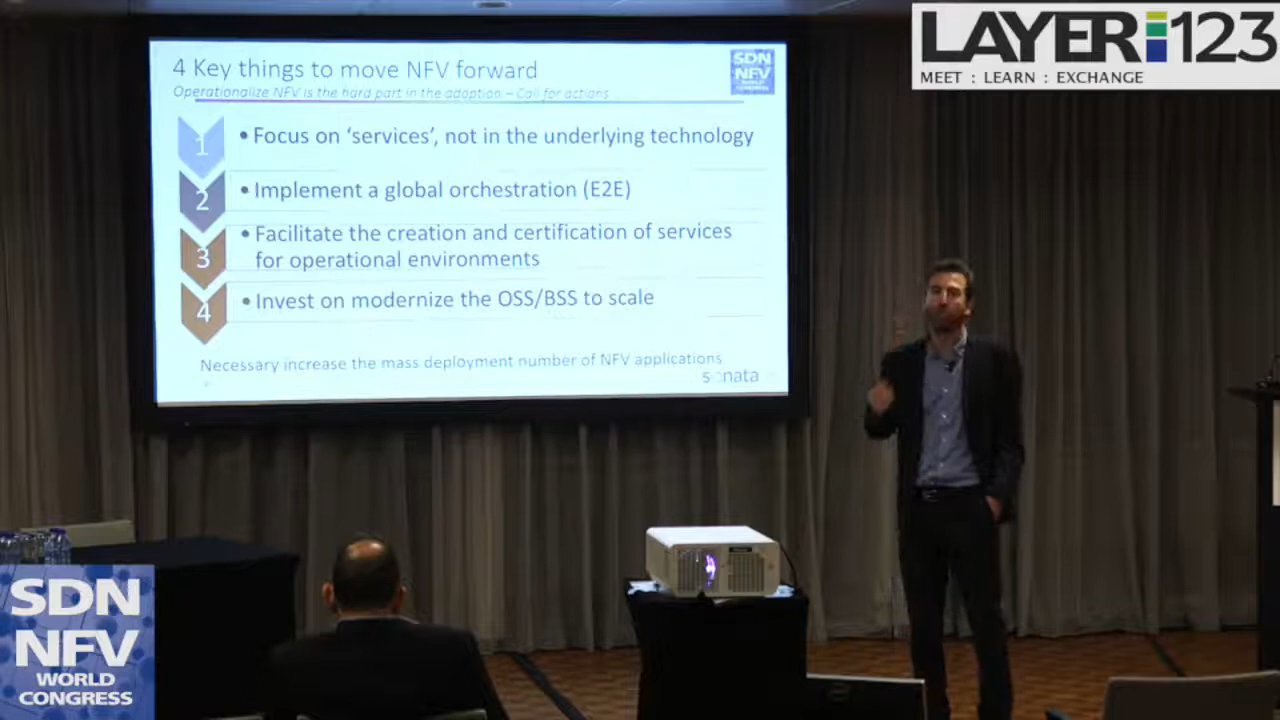 4 Key things to move NFV forward
Operationalize NFV is the hard part in the adoption – Call for actions
SDN
NFV
WORLD
CONGRESS
1
• Focus on ‘services’, not in the underlying technology
2
• Implement a global orchestration (E2E)
3
• Facilitate the creation and certification of services
for operational environments
4
• Invest on modernize the OSS/BSS to scale
Necessary increase the mass deployment number of NFV applications
sonata
LAYER123
MEET : LEARN : EXCHANGE
SDN
NFV
WORLD
CONGRESS